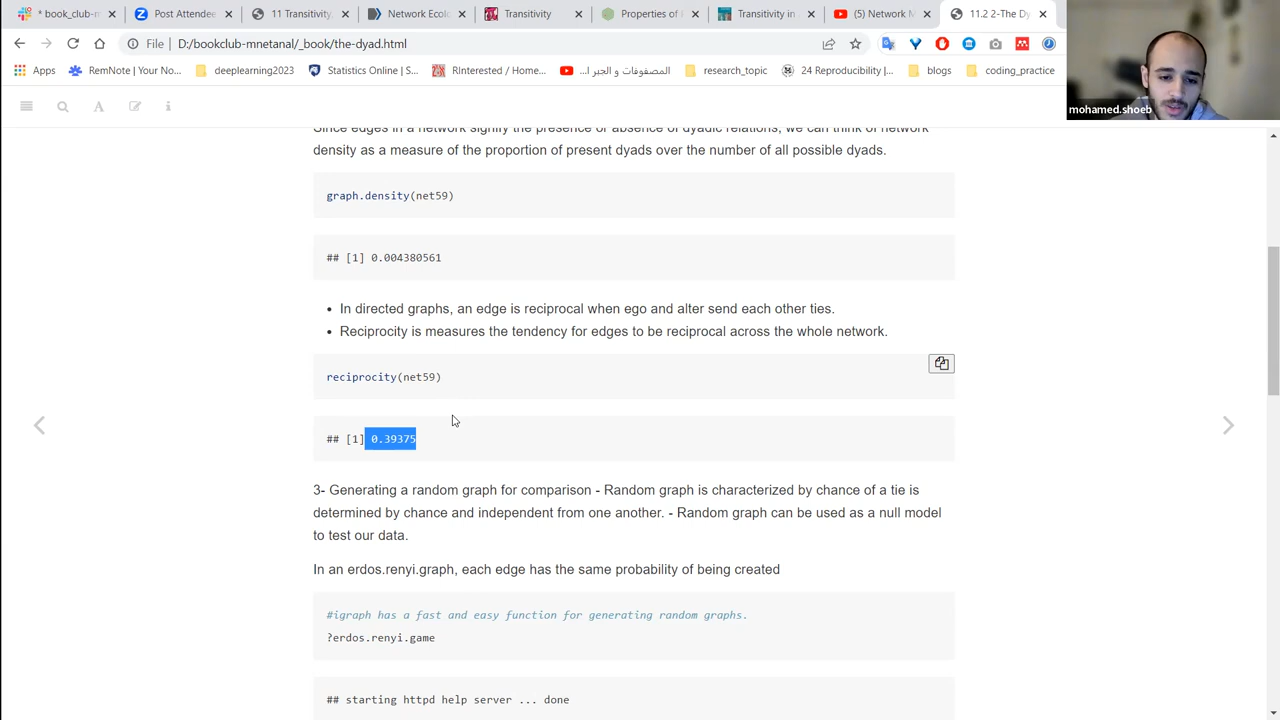 * book_club-m
Post Attendee
11 Transitivity,
Network Ecolo
Transitivity
Properties of
Transitivity in
(5) Network M
11.2 2-The Dy
File
D:/bookclub-mnetanal/_book/the-dyad.html
Apps
RemNote | Your No...
deeplearning2023
Statistics Online | S...
RInterested / Home...
المصفوفات و الجبر ا...
research_topic
24 Reproducibility |...
blogs
coding_practice
mohamed.shoeb
Since edges in a network signify the presence or absence of dyadic relations, we can think of network
density as a measure of the proportion of present dyads over the number of all possible dyads.
graph.density(net59)
## [1] 0.004380561
• In directed graphs, an edge is reciprocal when ego and alter send each other ties.
• Reciprocity is measures the tendency for edges to be reciprocal across the whole network.
reciprocity(net59)
## [1] 0.39375
3- Generating a random graph for comparison - Random graph is characterized by chance of a tie is
determined by chance and independent from one another. - Random graph can be used as a null model
to test our data.
In an erdos.renyi.graph, each edge has the same probability of being created
#igraph has a fast and easy function for generating random graphs.
?erdos.renyi.game
## starting httpd help server ... done